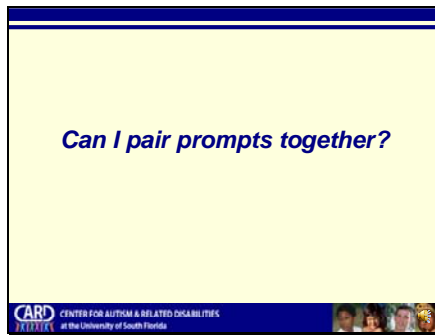 Can I pair prompts together?
CARD
CENTER FOR AUTISM & RELATED DISABILITIES
at the University of South Florida